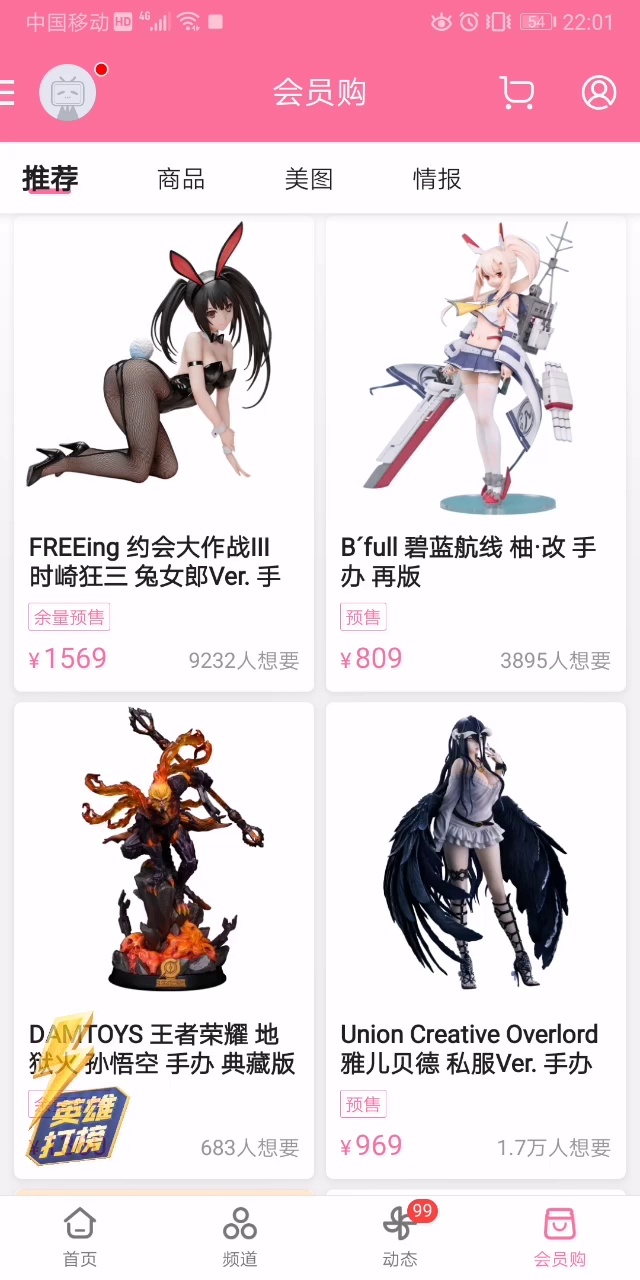 中国移动 HD 4G 54 22:01
会员购
推荐 商品 美图 情报
FREEing 约会大作战III
时崎狂三 兔女郎Ver. 手
余量预售
¥1569 9232人想要
B´full 碧蓝航线 柚·改 手
办 再版
预售
¥809 3895人想要
DAMTOYS 王者荣耀 地
狱火 孙悟空 手办 典藏版
英雄
打榜
683人想要
Union Creative Overlord
雅儿贝德 私服Ver. 手办
预售
¥969 1.7万人想要
99
首页 频道 动态 会员购